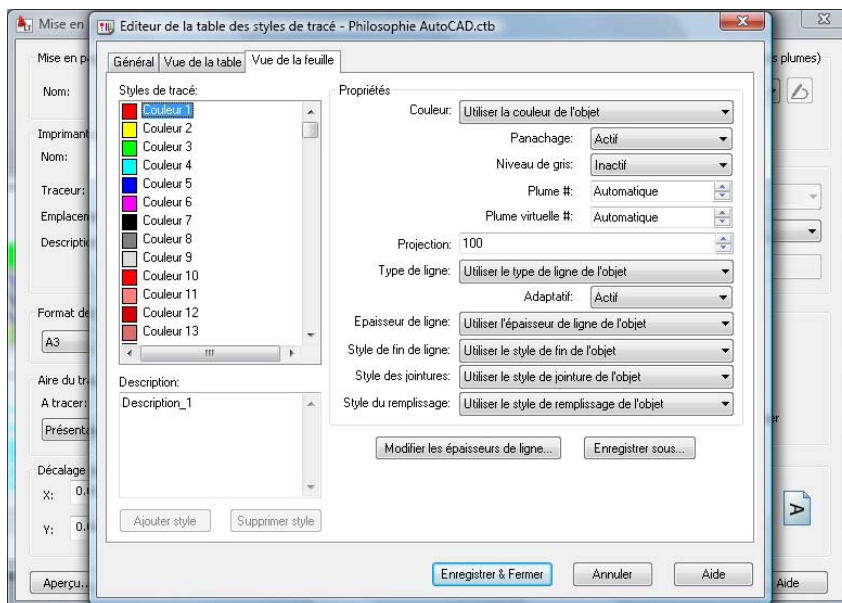 Mise en
Editeur de la table des styles de tracé - Philosophie AutoCAD.ctb
Mise en p
s plumes)
Nom:
Imprimant
Nom:
Traceur:
Emplacen
Descriptic
Format de
A3
Aire du tr
A tracer:
Présenta
Décalage
X: 0.
Y: 0.
Aperçu..
Général
Vue de la table
Vue de la feuille
Styles de tracé:
Couleur 1
Couleur 2
Couleur 3
Couleur 4
Couleur 5
Couleur 6
Couleur 7
Couleur 8
Couleur 9
Couleur 10
Couleur 11
Couleur 12
Couleur 13
Description:
Description_1
Ajouter style
Supprimer style
Propriétés
Couleur: Utiliser la couleur de l'objet
Panachage: Actif
Niveau de gris: Inactif
Plume #: Automatique
Plume virtuelle #: Automatique
Projection: 100
Type de ligne: Utiliser le type de ligne de l'objet
Adaptatif: Actif
Epaisseur de ligne: Utiliser l'épaisseur de ligne de l'objet
Style de fin de ligne: Utiliser le style de fin de l'objet
Style des jointures: Utiliser le style de jointure de l'objet
Style du remplissage: Utiliser le style de remplissage de l'objet
Modifier les épaisseurs de ligne...
Enregistrer sous...
Enregistrer & Fermer
Annuler
Aide
er
A
Aide